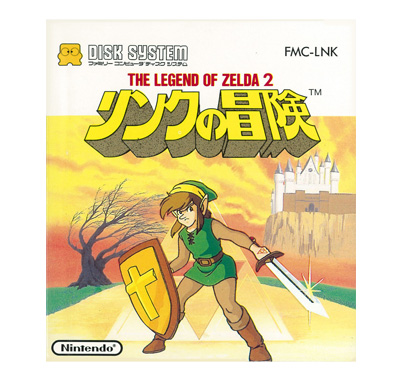 DISK SYSTEM
FMC-LNK
ファミリー コンピュータ ディスク システム
THE LEGEND OF ZELDA 2
リンクの冒険
TM
Nintendo